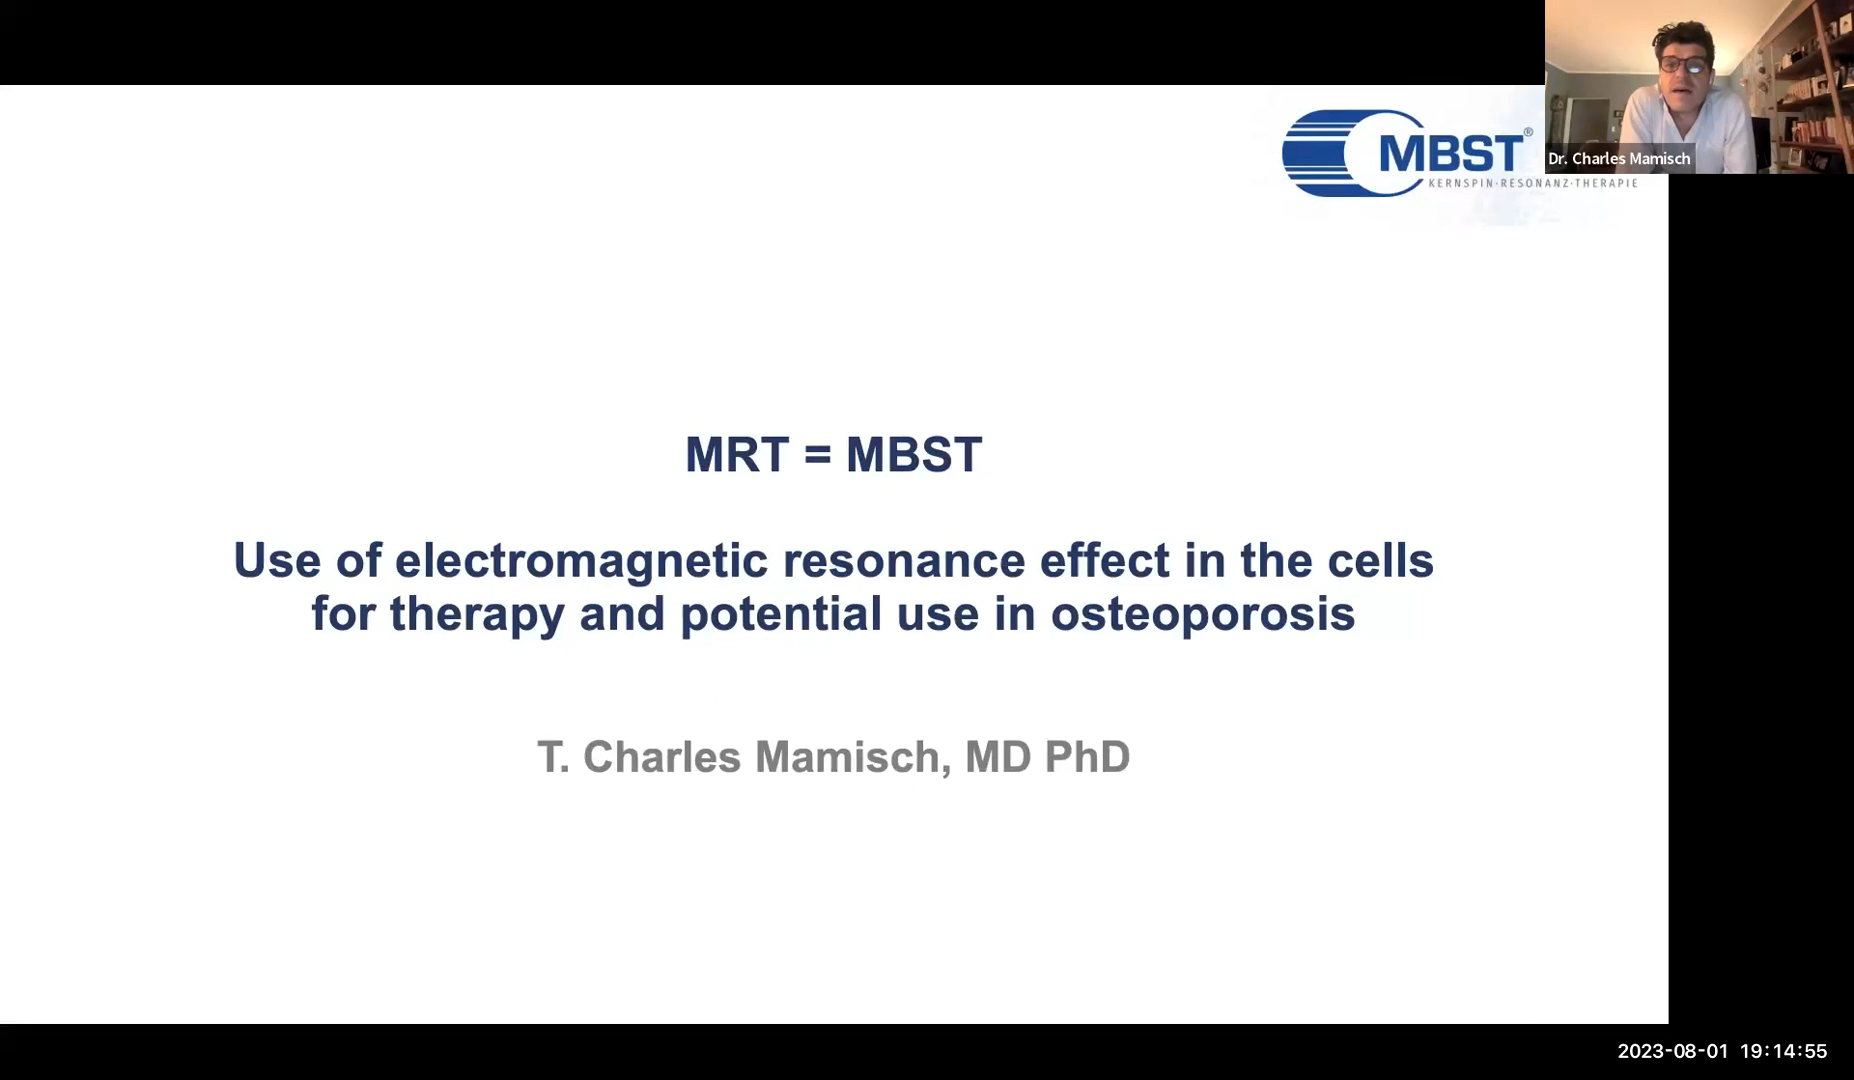 MBST®
KERNSPIN·RESONANZ·THERAPIE
Dr. Charles Mamisch
MRT = MBST
Use of electromagnetic resonance effect in the cells
for therapy and potential use in osteoporosis
T. Charles Mamisch, MD PhD
2023-08-01 19:14:55